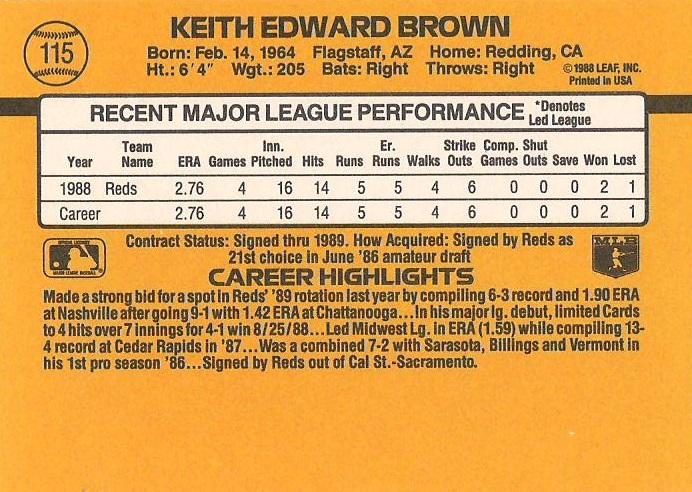 115
KEITH EDWARD BROWN
Born: Feb. 14, 1964 Flagstaff, AZ Home: Redding, CA
Ht.: 6′4″ Wgt.: 205 Bats: Right Throws: Right
©1988 LEAF, INC.
Printed in USA
RECENT MAJOR LEAGUE PERFORMANCE *Denotes Led League
Year Team Name ERA Games Inn. Pitched Hits Runs Er. Runs Walks Strike Outs Comp. Games Shut Outs Save Won Lost
1988 Reds 2.76 4 16 14 5 5 4 6 0 0 0 2 1
Career 2.76 4 16 14 5 5 4 6 0 0 0 2 1
MAJOR LEAGUE BASEBALL
Contract Status: Signed thru 1989. How Acquired: Signed by Reds as
21st choice in June '86 amateur draft
MLB
CAREER HIGHLIGHTS
Made a strong bid for a spot in Reds' '89 rotation last year by compiling 6-3 record and 1.90 ERA
at Nashville after going 9-1 with 1.42 ERA at Chattanooga...In his major lg. debut, limited Cards
to 4 hits over 7 innings for 4-1 win 8/25/88...Led Midwest Lg. in ERA (1.59) while compiling 13-
4 record at Cedar Rapids in '87...Was a combined 7-2 with Sarasota, Billings and Vermont in
his 1st pro season '86...Signed by Reds out of Cal St.-Sacramento.